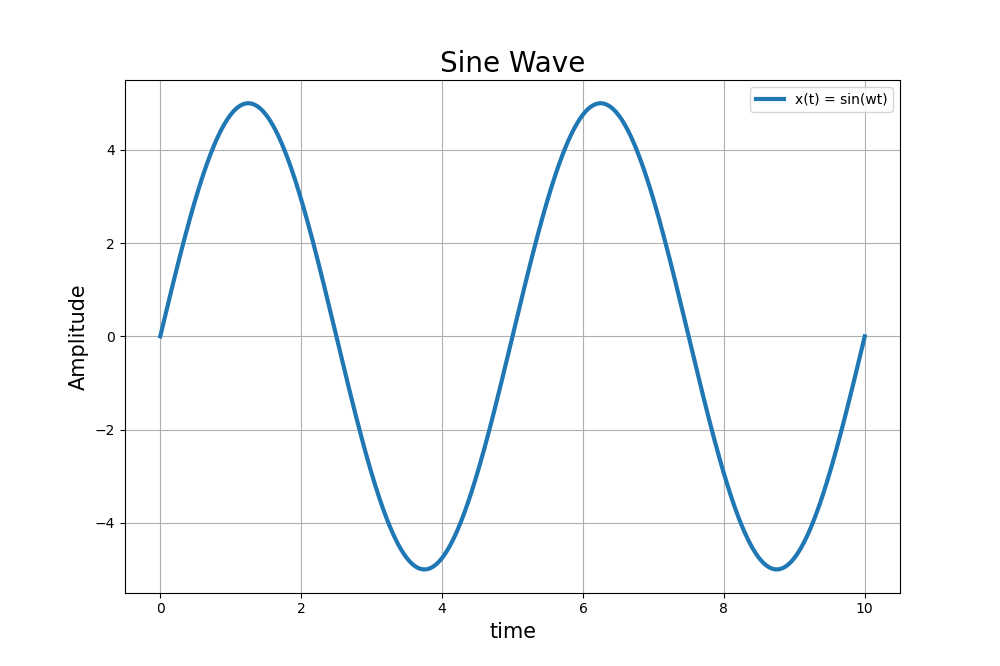 Sine Wave
x(t) = sin(wt)
Amplitude
4
2
0
−2
−4
0 2 4 6 8 10
time